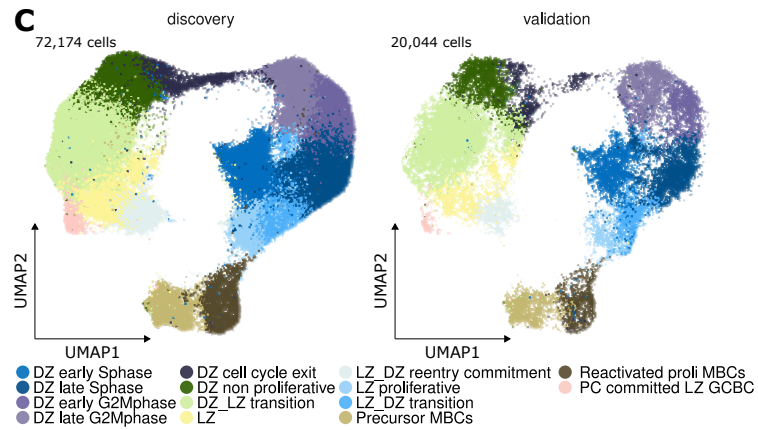 C
discovery
validation
72,174 cells
20,044 cells
UMAP2
UMAP1
UMAP2
UMAP1
DZ early Sphase
DZ late Sphase
DZ early G2Mphase
DZ late G2Mphase
DZ cell cycle exit
DZ non proliferative
DZ_LZ transition
LZ
LZ_DZ reentry commitment
LZ proliferative
LZ_DZ transition
Precursor MBCs
Reactivated proli MBCs
PC committed LZ GCBC